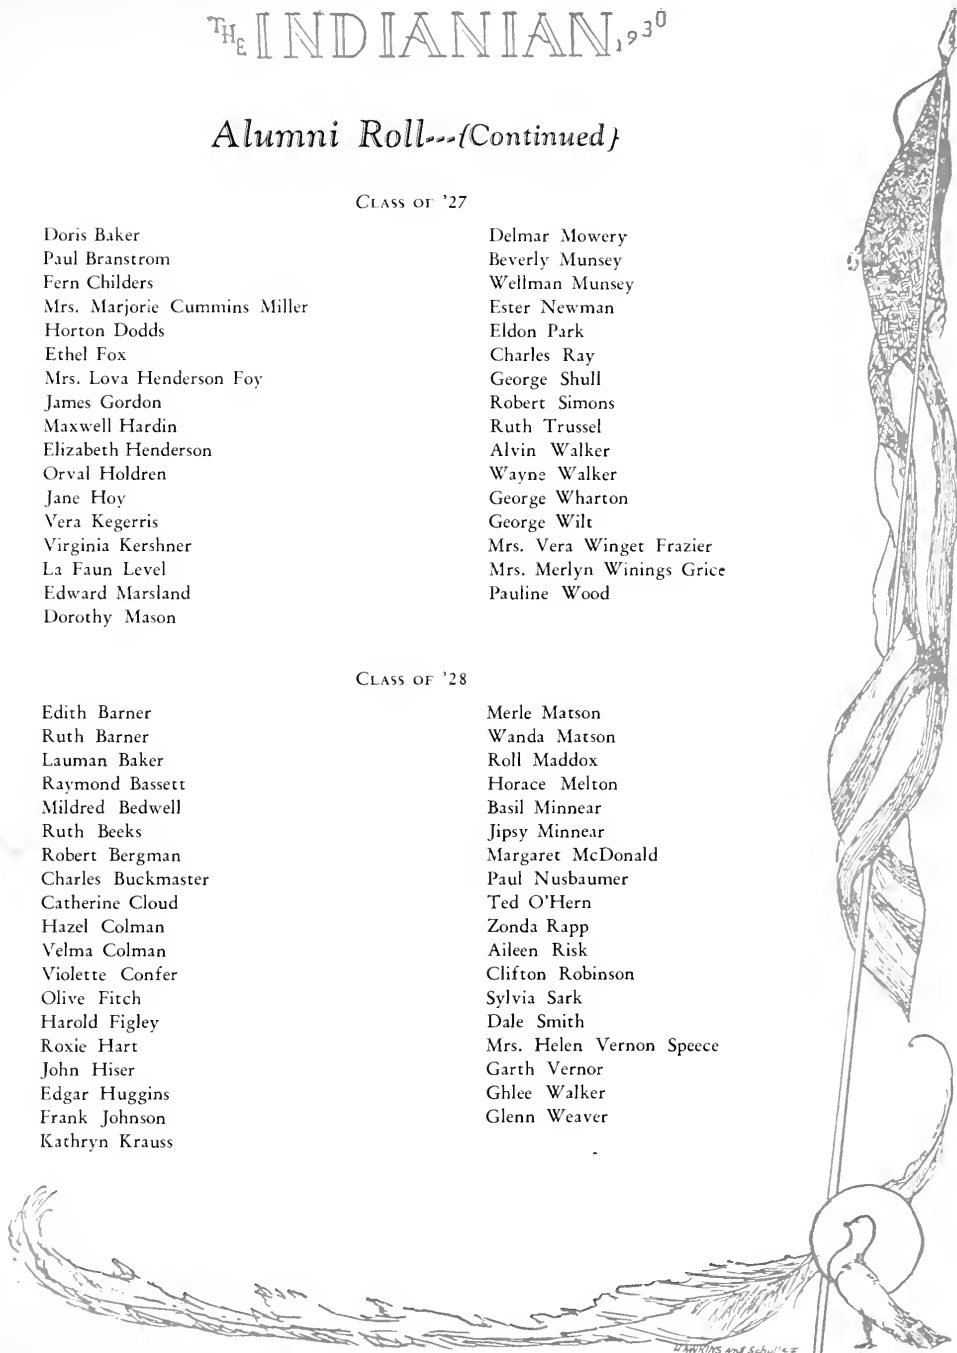 THE INDIANIAN, 1930
Alumni Roll---{Continued}
CLASS OF '27
Doris Baker
Paul Branstrom
Fern Childers
Mrs. Marjorie Cummins Miller
Horton Dodds
Ethel Fox
Mrs. Lova Henderson Foy
James Gordon
Maxwell Hardin
Elizabeth Henderson
Orval Holdren
Jane Hoy
Vera Kegerris
Virginia Kershner
La Faun Level
Edward Marsland
Dorothy Mason
Delmar Mowery
Beverly Munsey
Wellman Munsey
Ester Newman
Eldon Park
Charles Ray
George Shull
Robert Simons
Ruth Trussel
Alvin Walker
Wayne Walker
George Wharton
George Wilt
Mrs. Vera Winget Frazier
Mrs. Merlyn Winings Grice
Pauline Wood
CLASS OF '28
Edith Barner
Ruth Barner
Lauman Baker
Raymond Bassett
Mildred Bedwell
Ruth Beeks
Robert Bergman
Charles Buckmaster
Catherine Cloud
Hazel Colman
Velma Colman
Violette Confer
Olive Fitch
Harold Figley
Roxie Hart
John Hiser
Edgar Huggins
Frank Johnson
Kathryn Krauss
Merle Matson
Wanda Matson
Roll Maddox
Horace Melton
Basil Minnear
Jipsy Minnear
Margaret McDonald
Paul Nusbaumer
Ted O'Hern
Zonda Rapp
Aileen Risk
Clifton Robinson
Sylvia Sark
Dale Smith
Mrs. Helen Vernon Speece
Garth Vernor
Ghlee Walker
Glenn Weaver
HAWKINS and